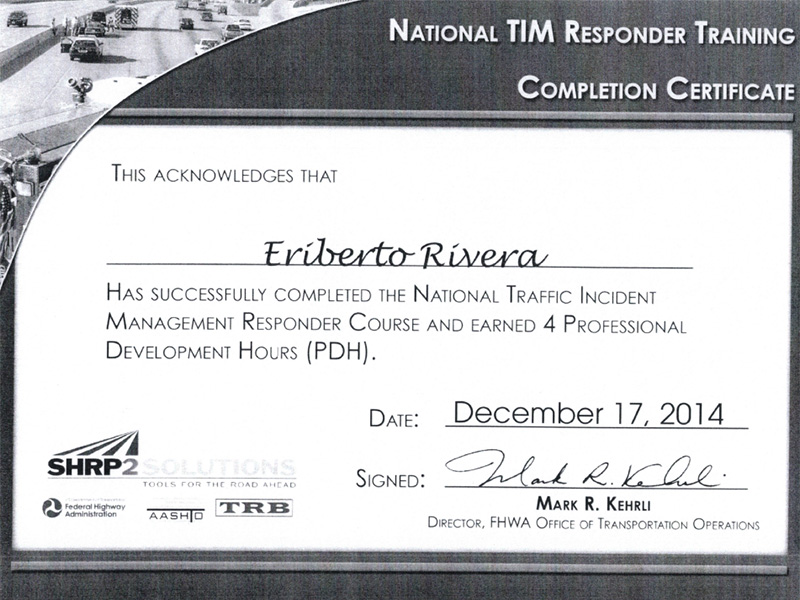 National TIM Responder Training
Completion Certificate
This acknowledges that
Eriberto Rivera
Has successfully completed the National Traffic Incident
Management Responder Course and earned 4 Professional
Development Hours (PDH).
Date: December 17, 2014
Signed: Mark R. Kehrli
Mark R. Kehrli
Director, FHWA Office of Transportation Operations
SHRP2 SOLUTIONS
TOOLS FOR THE ROAD AHEAD
Federal Highway
Administration
AASHTO
TRB